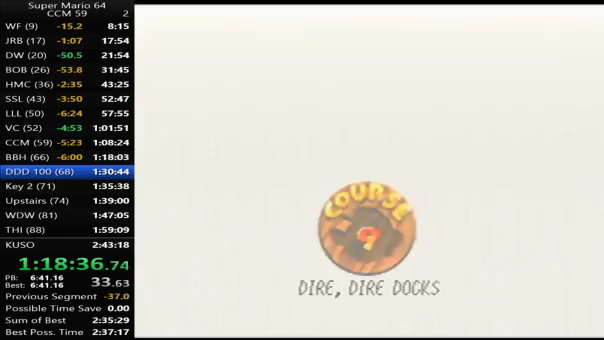 Super Mario 64
CCM 59 2
WF (9) -15.2 8:15
JRB (17) -1:07 17:54
DW (20) -50.5 21:54
BOB (26) -53.8 31:45
HMC (36) -2:35 43:25
SSL (43) -3:50 52:47
LLL (50) -6:24 57:55
VC (52) -4:53 1:01:51
CCM (59) -5:23 1:08:24
BBH (66) -6:00 1:18:03
DDD 100 (68) 1:30:44
Key 2 (71) 1:35:38
Upstairs (74) 1:39:00
WDW (81) 1:47:05
THI (88) 1:59:09
KUSO 2:43:18
1:18:36.74
PB: 6:41.16
Best: 6:41.16 33.63
Previous Segment -37.0
Possible Time Save 0.00
Sum of Best 2:35:29
Best Poss. Time 2:37:17
COURSE
9
DIRE, DIRE DOCKS